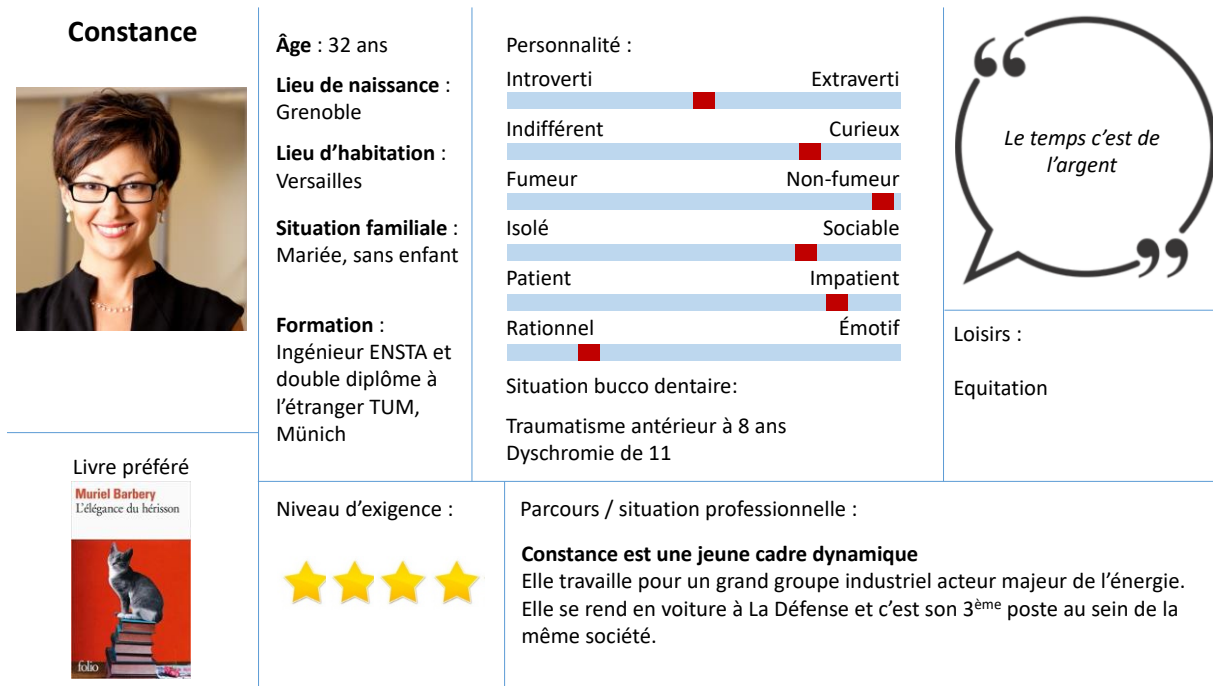 Constance
Âge : 32 ans
Lieu de naissance :
Grenoble
Lieu d’habitation :
Versailles
Situation familiale :
Mariée, sans enfant
Formation :
Ingénieur ENSTA et
double diplôme à
l’étranger TUM,
Münich
Personnalité :
Introverti Extraverti
Indifférent Curieux
Fumeur Non-fumeur
Isolé Sociable
Patient Impatient
Rationnel Émotif
Situation bucco dentaire:
Traumatisme antérieur à 8 ans
Dyschromie de 11
Le temps c’est de
l’argent
Loisirs :
Equitation
Livre préféré
Muriel Barbery
L'élégance du hérisson
folio
Niveau d’exigence :
Parcours / situation professionnelle :
Constance est une jeune cadre dynamique
Elle travaille pour un grand groupe industriel acteur majeur de l’énergie.
Elle se rend en voiture à La Défense et c’est son 3ème poste au sein de la
même société.